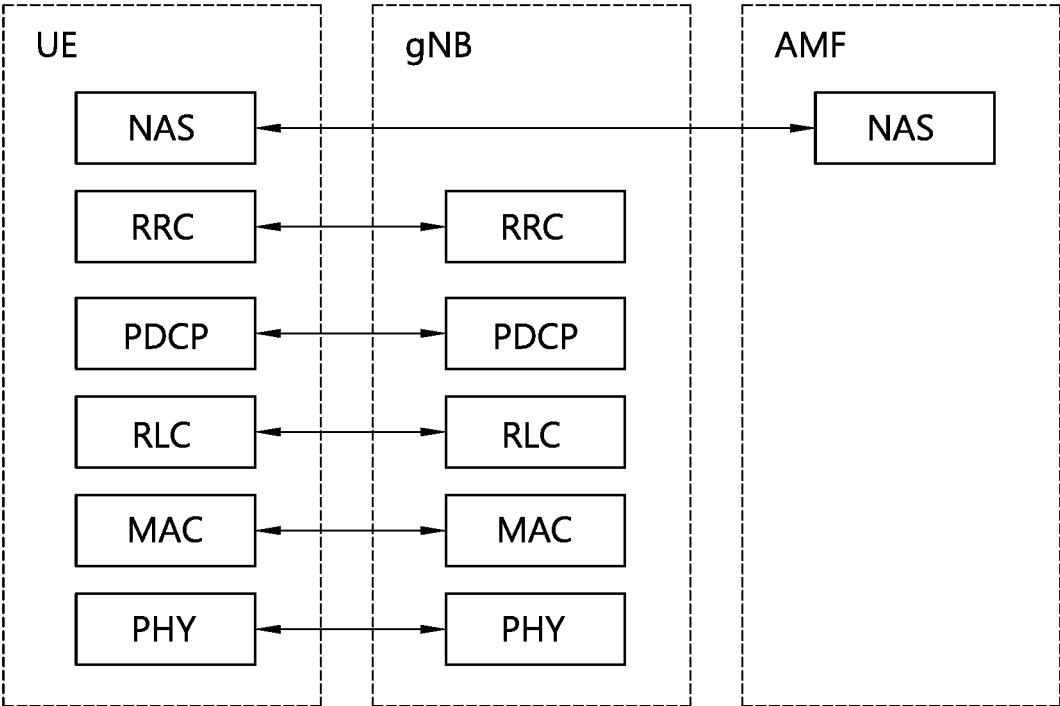 UE gNB AMF
NAS NAS
RRC RRC
PDCP PDCP
RLC RLC
MAC MAC
PHY PHY